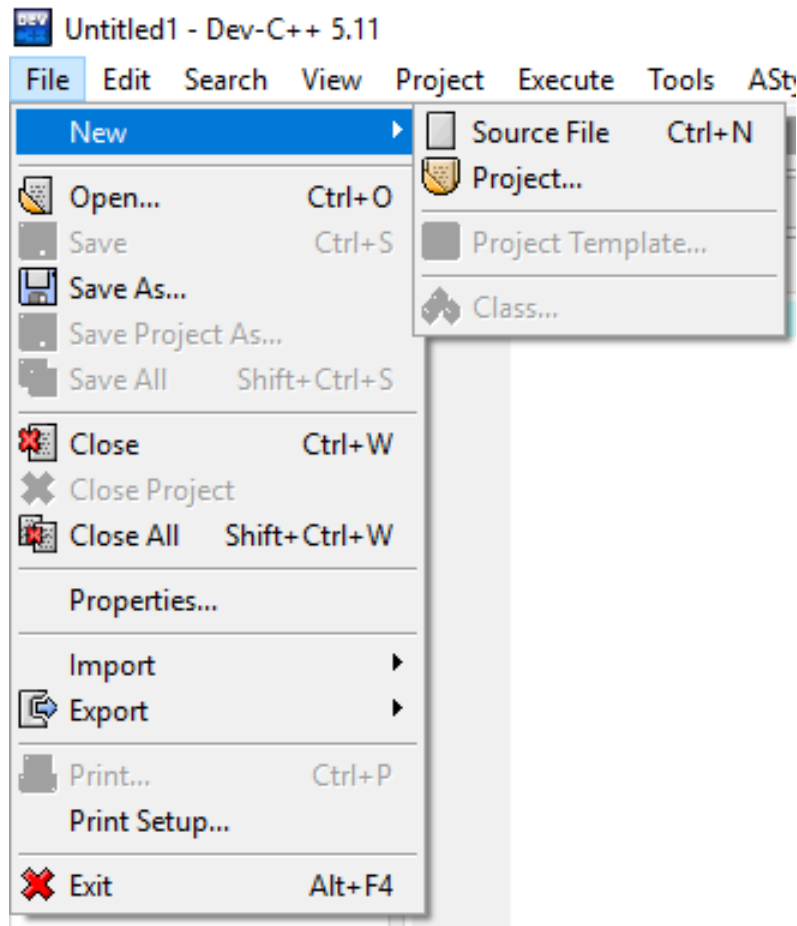 DEV Untitled1 - Dev-C++ 5.11
File Edit Search View Project Execute Tools
New
Source File Ctrl+N
Project...
Project Template...
Class...
Open... Ctrl+O
Save Ctrl+S
Save As...
Save Project As...
Save All Shift+Ctrl+S
Close Ctrl+W
Close Project
Close All Shift+Ctrl+W
Properties...
Import
Export
Print... Ctrl+P
Print Setup...
Exit Alt+F4